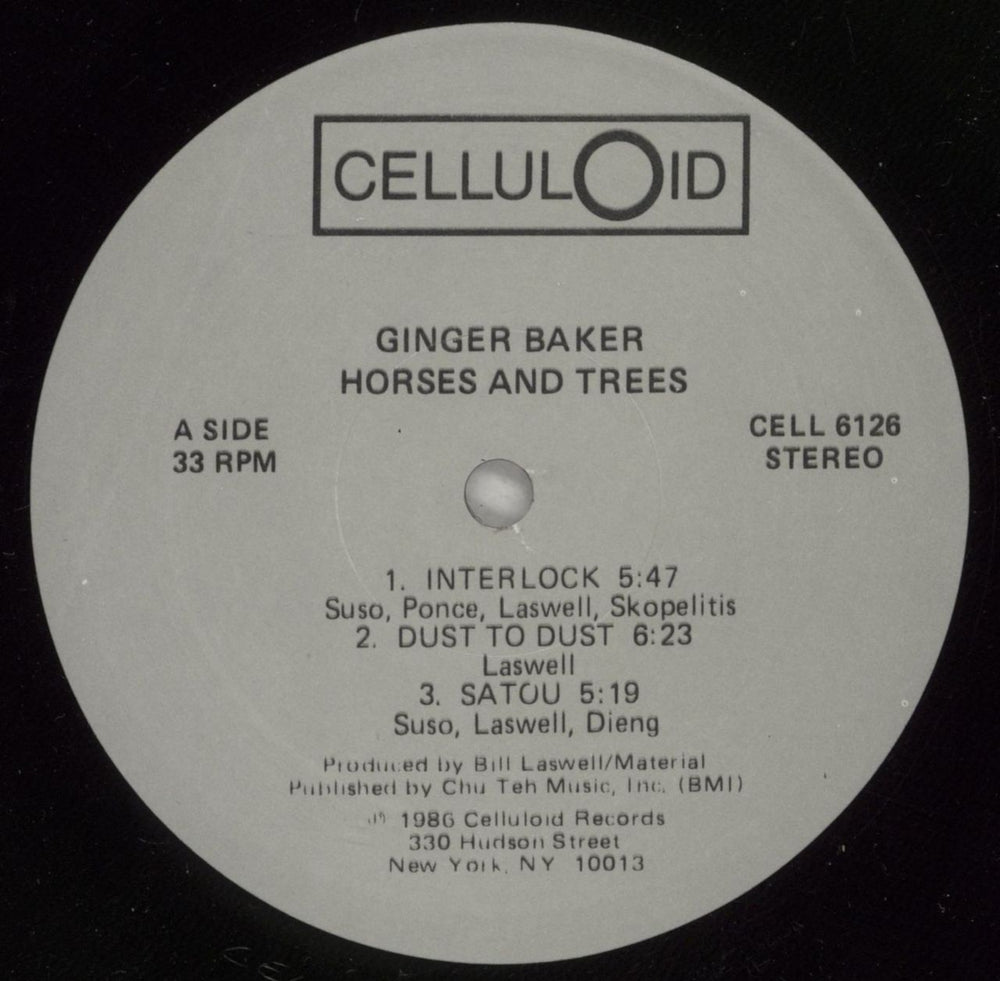 CELLULOID
GINGER BAKER
HORSES AND TREES
A SIDE
33 RPM
CELL 6126
STEREO
1. INTERLOCK 5:47
Suso, Ponce, Laswell, Skopelitis
2. DUST TO DUST 6:23
Laswell
3. SATOU 5:19
Suso, Laswell, Dieng
Produced by Bill Laswell/Material
Published by Chu Teh Music, Inc. (BMI)
℗ 1986 Celluloid Records
330 Hudson Street
New York, NY 10013